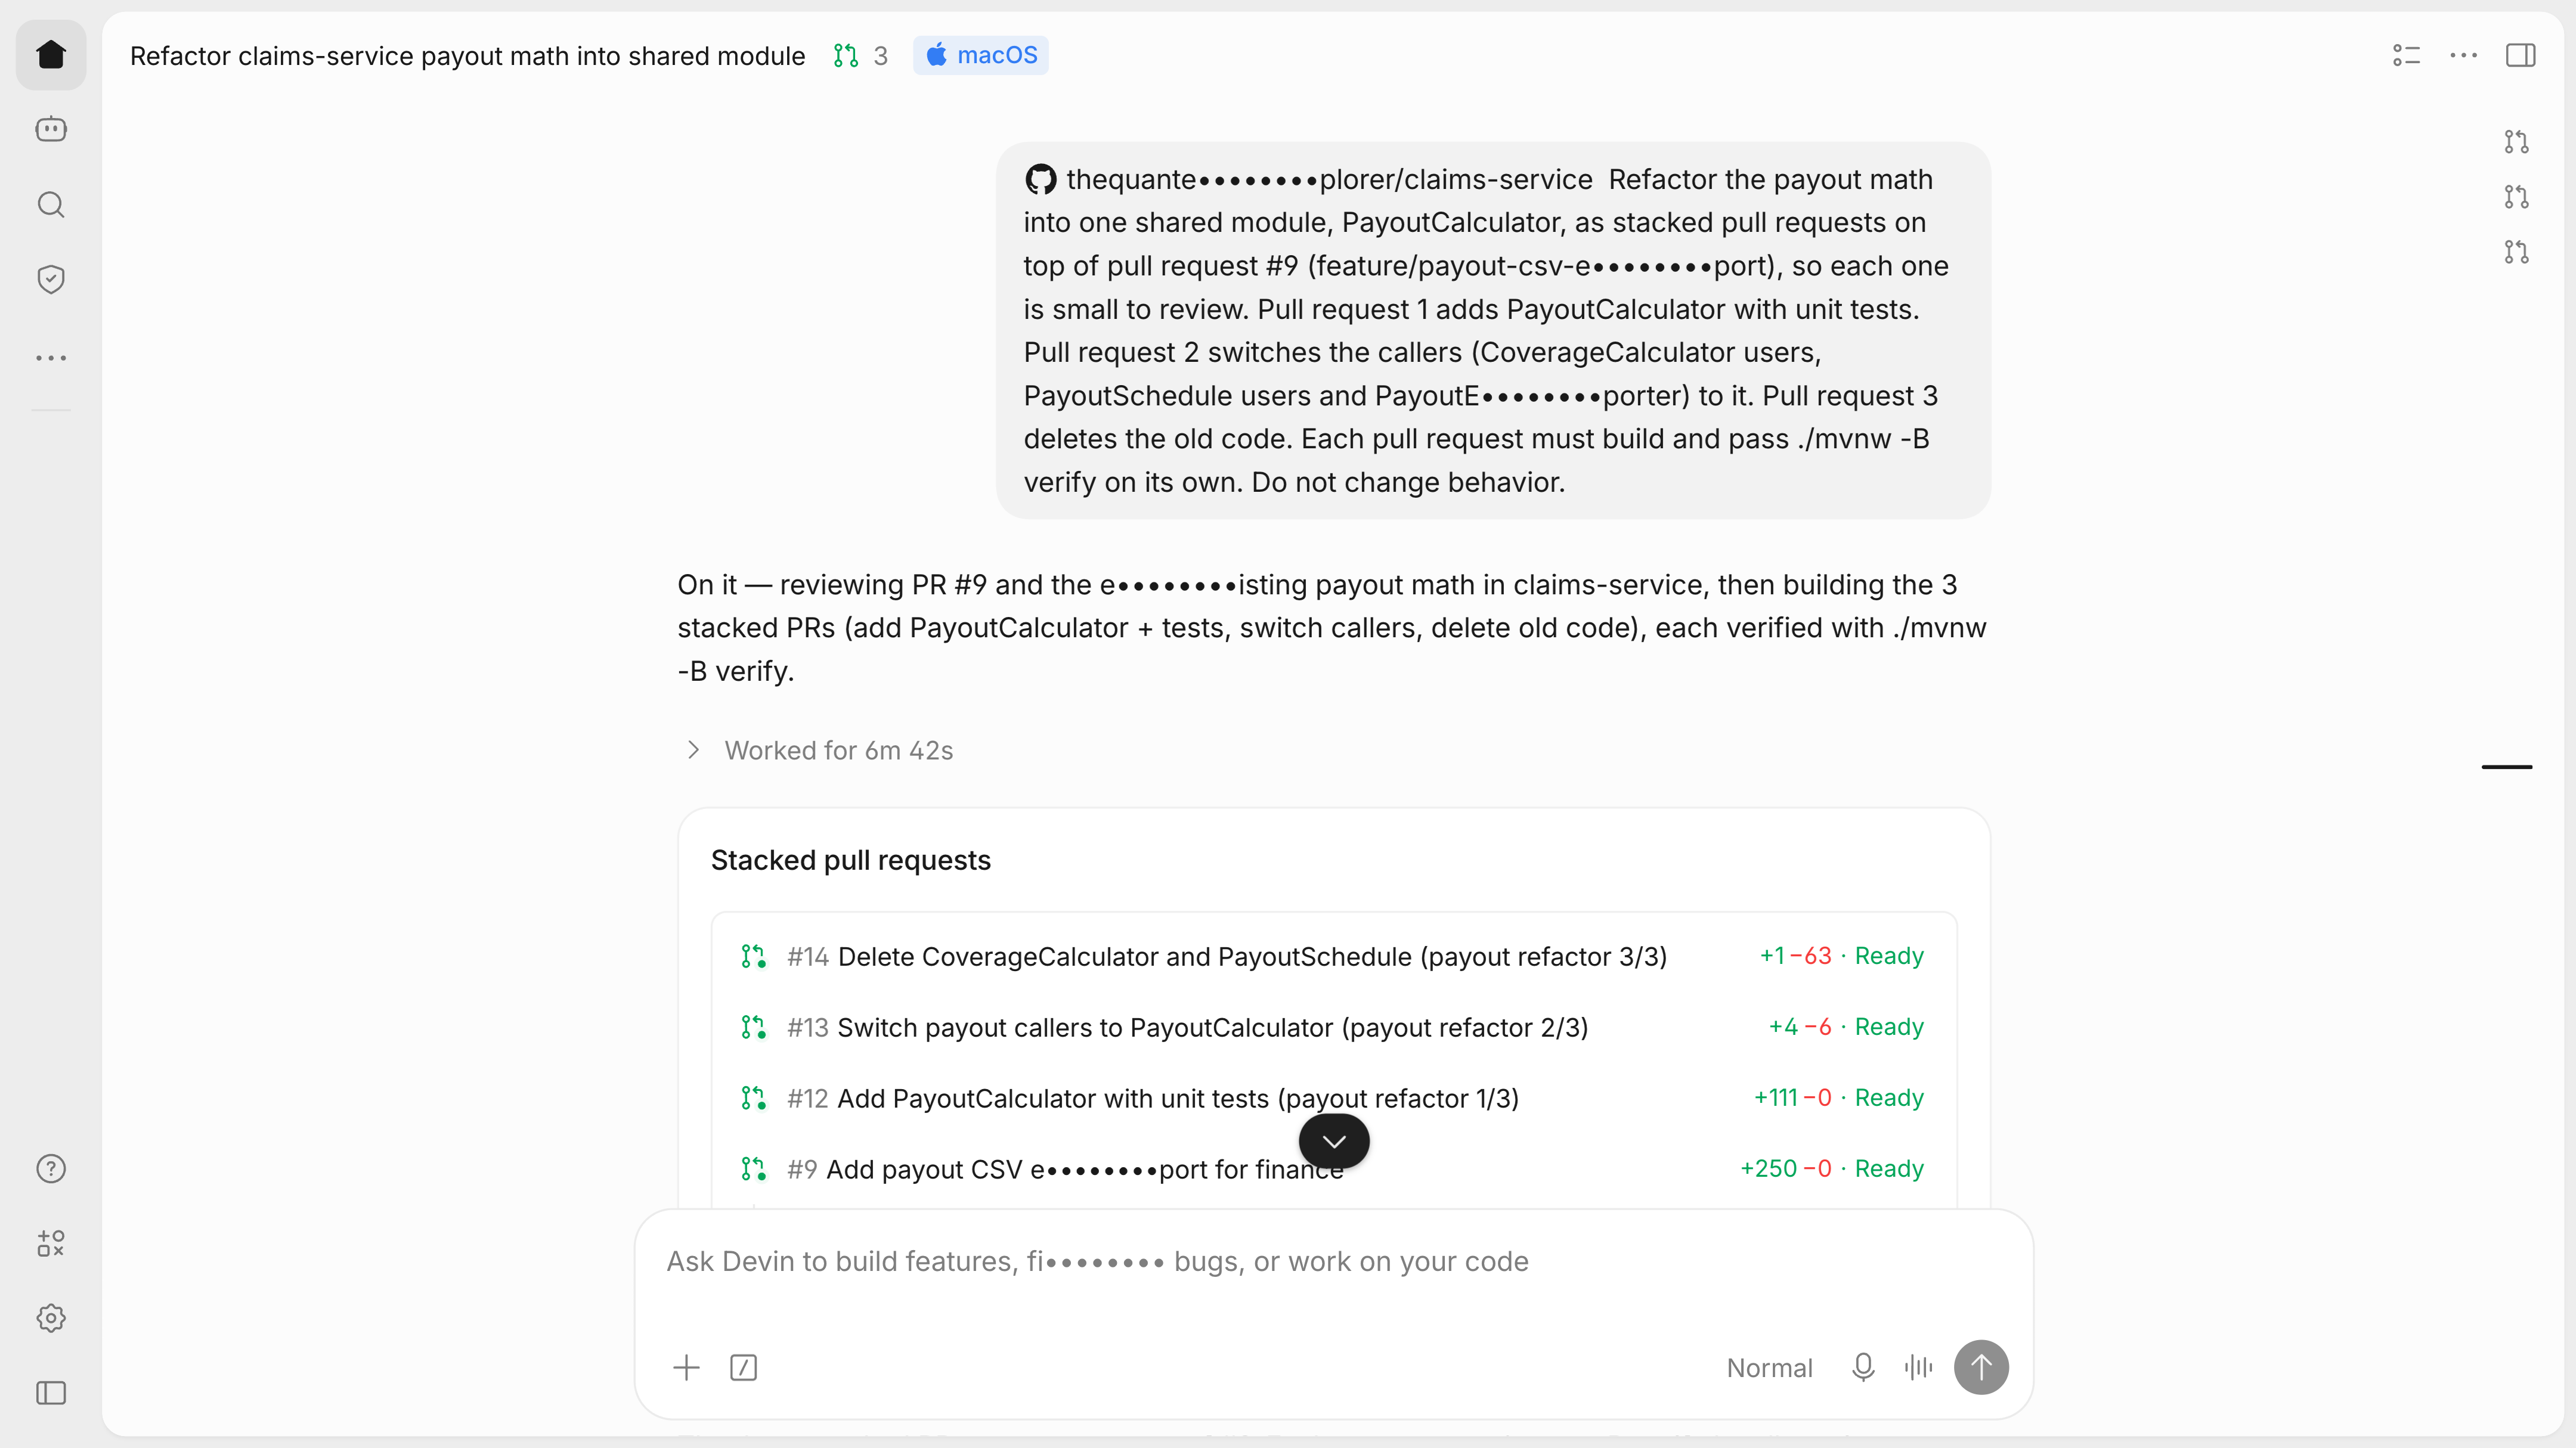 Refactor claims-service payout math into shared module 3 macOS
thequante••••••••plorer/claims-service Refactor the payout math
into one shared module, PayoutCalculator, as stacked pull requests on
top of pull request #9 (feature/payout-csv-e••••••••port), so each one
is small to review. Pull request 1 adds PayoutCalculator with unit tests.
Pull request 2 switches the callers (CoverageCalculator users,
PayoutSchedule users and PayoutE••••••••porter) to it. Pull request 3
deletes the old code. Each pull request must build and pass ./mvnw -B
verify on its own. Do not change behavior.
On it — reviewing PR #9 and the e••••••••isting payout math in claims-service, then building the 3
stacked PRs (add PayoutCalculator + tests, switch callers, delete old code), each verified with ./mvnw
-B verify.
Worked for 6m 42s
Stacked pull requests
#14 Delete CoverageCalculator and PayoutSchedule (payout refactor 3/3) +1 −63 · Ready
#13 Switch payout callers to PayoutCalculator (payout refactor 2/3) +4 −6 · Ready
#12 Add PayoutCalculator with unit tests (payout refactor 1/3) +111 −0 · Ready
#9 Add payout CSV e••••••••port for finance +250 −0 · Ready
Ask Devin to build features, fi•••••••• bugs, or work on your code
Normal